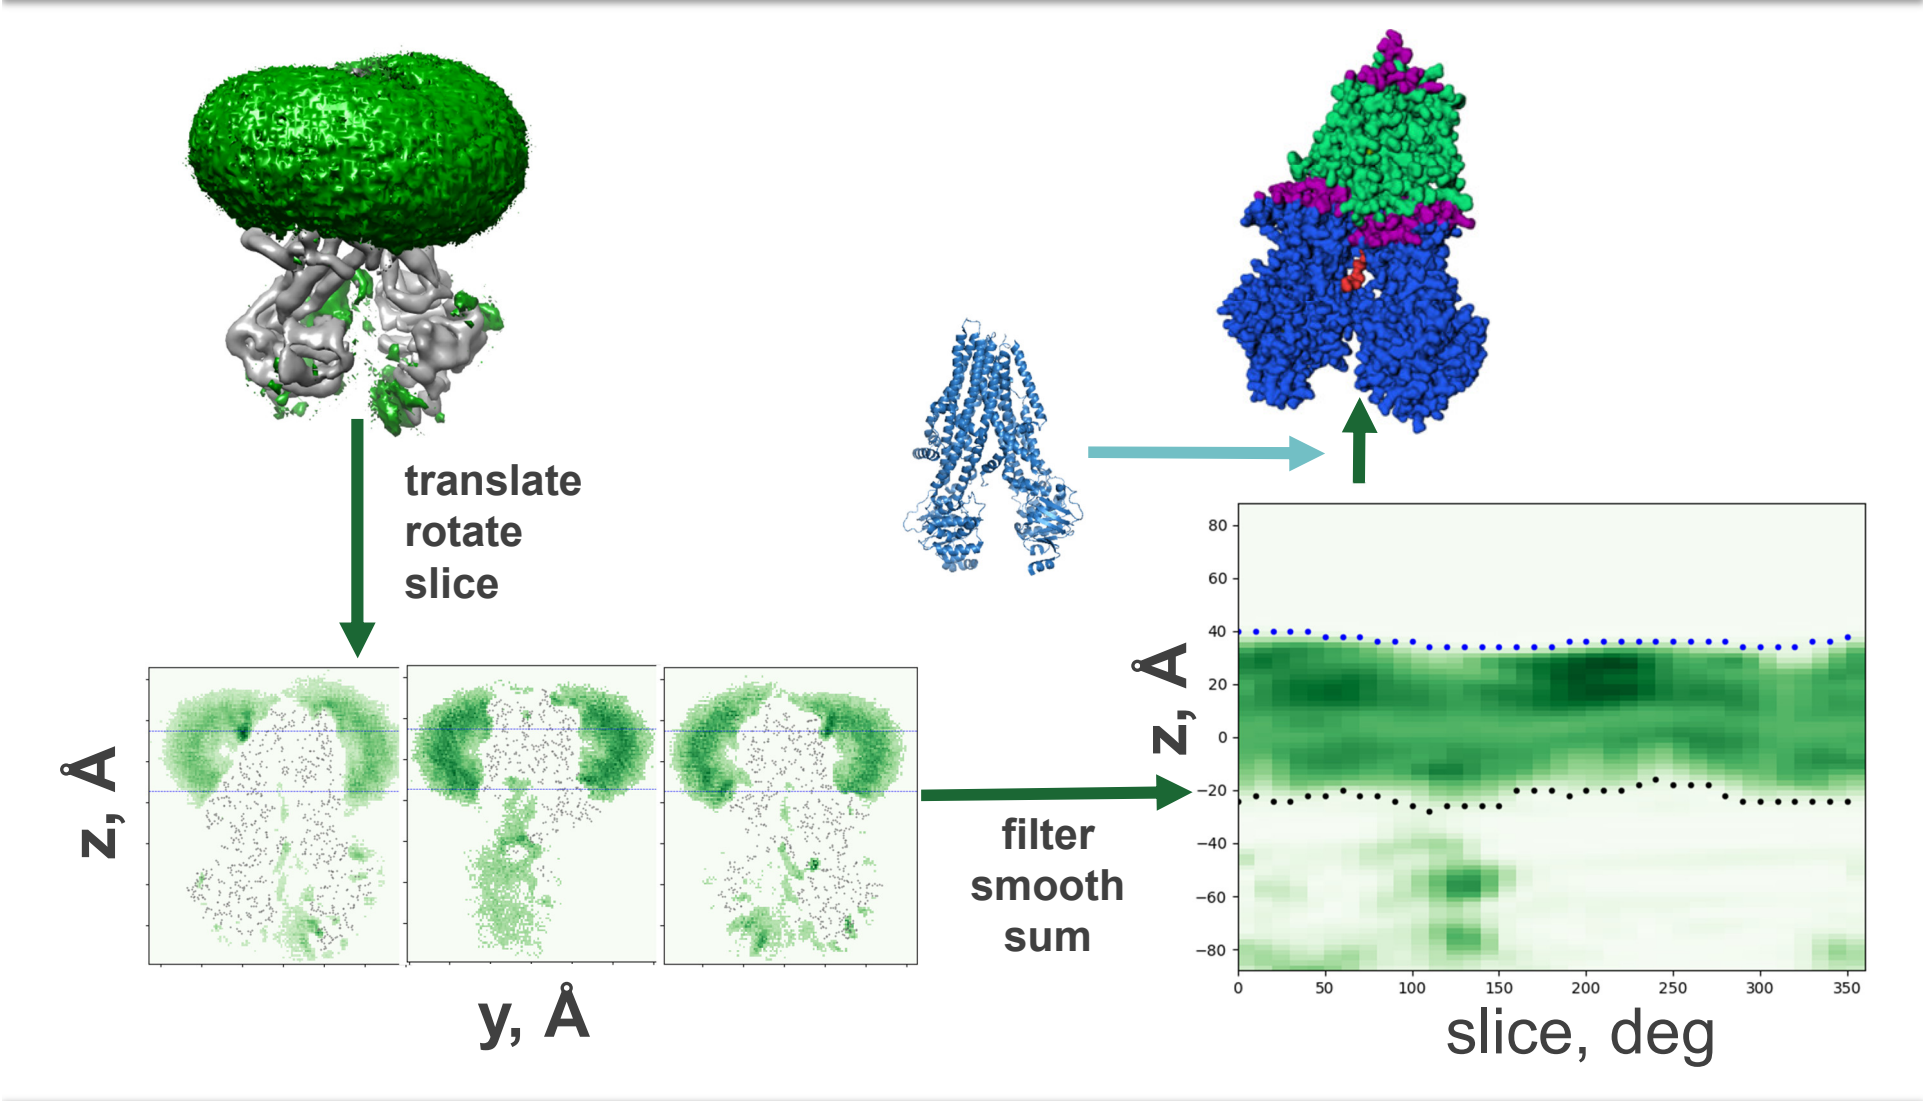 translate
rotate
slice
z, Å
y, Å
filter
smooth
sum
z, Å
80
60
40
20
0
−20
−40
−60
−80
0 50 100 150 200 250 300 350
slice, deg